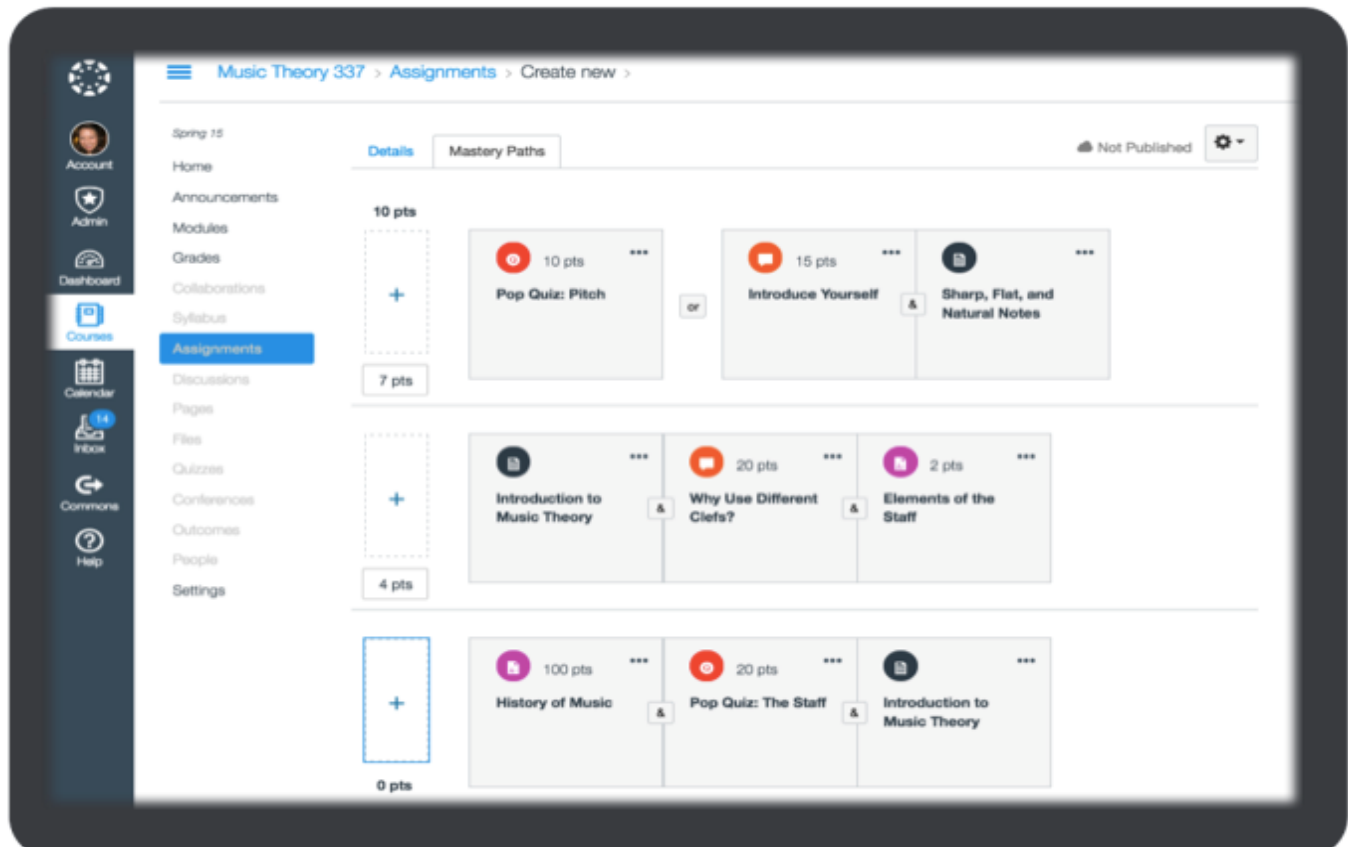 Music Theory 337 > Assignments > Create new >
Account
Admin
Dashboard
Courses
Calendar
14
Inbox
Commons
Help
Spring 15
Home
Announcements
Modules
Grades
Collaborations
Syllabus
Assignments
Discussions
Pages
Files
Quizzes
Conferences
Outcomes
People
Settings
Details
Mastery Paths
Not Published
10 pts
+
7 pts
10 pts
Pop Quiz: Pitch
or
15 pts
Introduce Yourself
&
Sharp, Flat, and
Natural Notes
+
4 pts
Introduction to
Music Theory
&
20 pts
Why Use Different
Clefs?
&
2 pts
Elements of the
Staff
+
0 pts
100 pts
History of Music
&
20 pts
Pop Quiz: The Staff
&
Introduction to
Music Theory